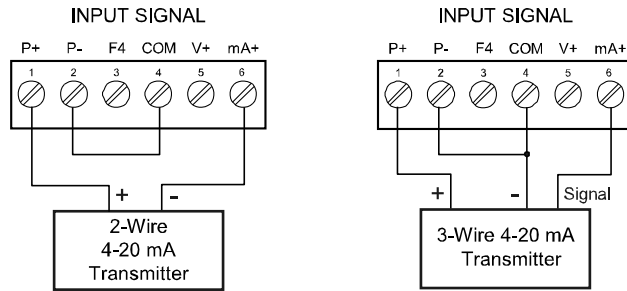 INPUT SIGNAL
P+ P- F4 COM V+ mA+
1 2 3 4 5 6
+ -
2-Wire
4-20 mA
Transmitter
INPUT SIGNAL
P+ P- F4 COM V+ mA+
1 2 3 4 5 6
+ - Signal
3-Wire 4-20 mA
Transmitter